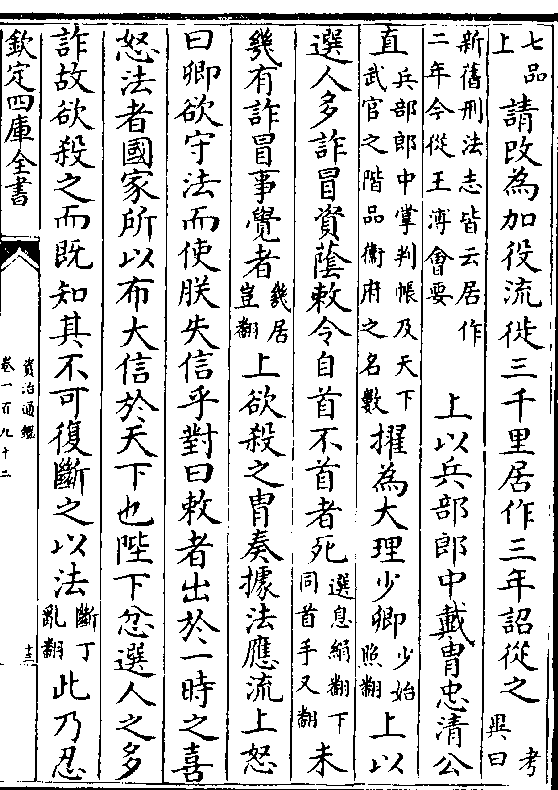 七品上請改為加役流徙三千里居作三年詔從之考異曰
新舊刑法志皆云居作二年今從王溥會要上以兵部郎中戴胄忠清公
直兵部郎中掌判帳及天下武官之階品衞府之名數擢為大理少卿少始照翻上以
選人多詐冒資蔭敕令自首不首者死選息絹翻下同首手又翻未
幾有詐冒事覺者幾居豈翻上欲殺之胄奏據法應流上怒
曰卿欲守法而使朕失信乎對曰敕者出於一時之喜
怒法者國家所以布大信於天下也陛下忿選人之多
詐故欲殺之而既知其不可復斷之以法斷丁亂翻此乃忍
欽定四庫全書
資治通鑑
卷一百九十二
十三